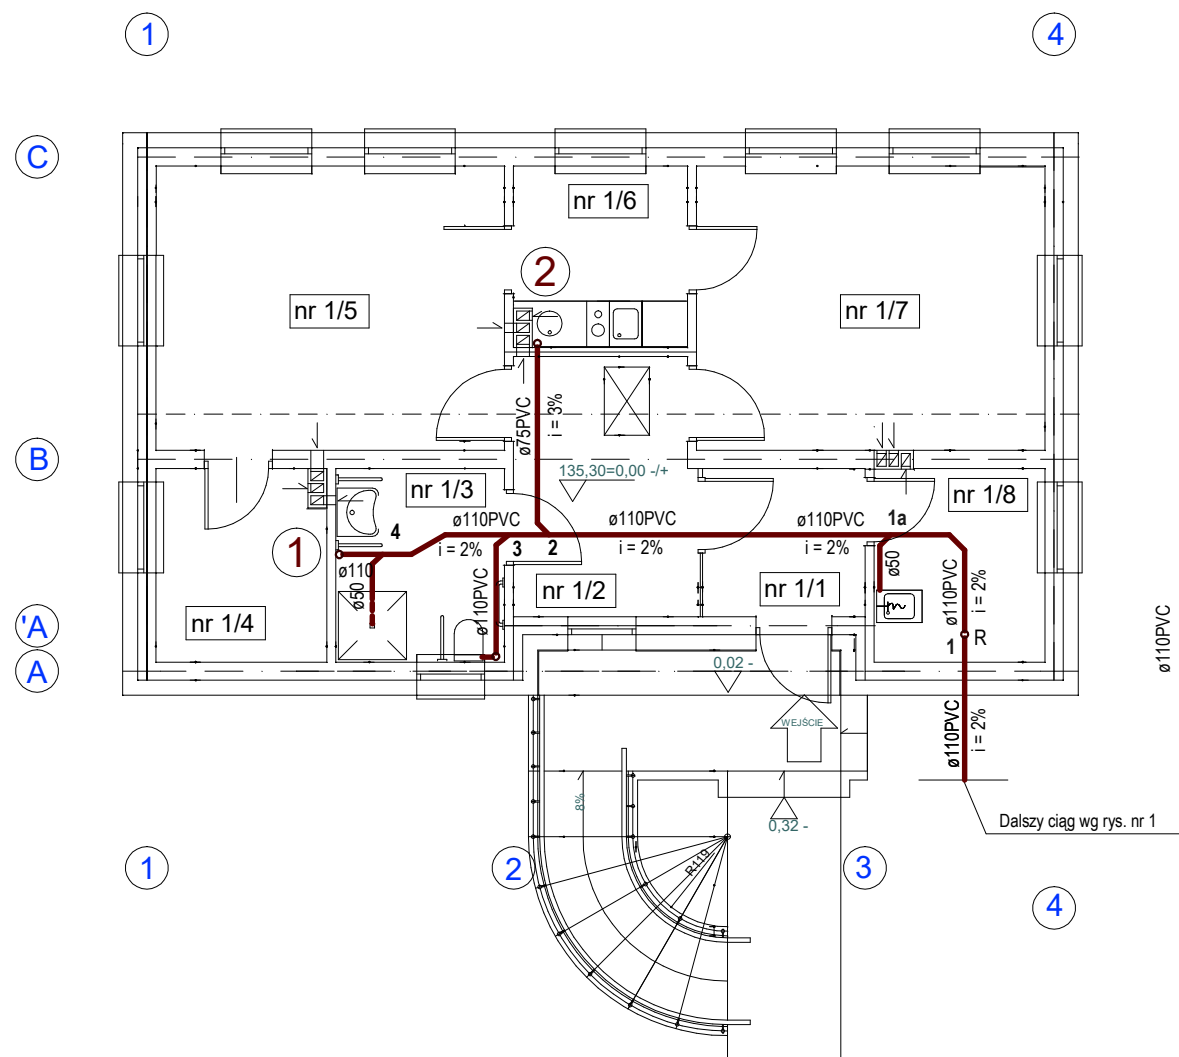 1
4
C
nr 1/6
2
nr 1/5
nr 1/7
ø75PVC
i = 3%
B
135,30=0,00 -/+
nr 1/3
nr 1/8
4
ø110PVC
ø110PVC
ø110PVC
1a
1
i = 2%
3
2
i = 2%
i = 2%
ø110
ø50
ø50
ø110PVC
ø110PVC
i = 2%
nr 1/2
nr 1/1
'A
nr 1/4
1
R
ø110PVC
A
0,02 -
WEJŚCIE
ø110PVC
i = 2%
8%
0,32 -
Dalszy ciąg wg rys. nr 1
R119
1
2
3
4